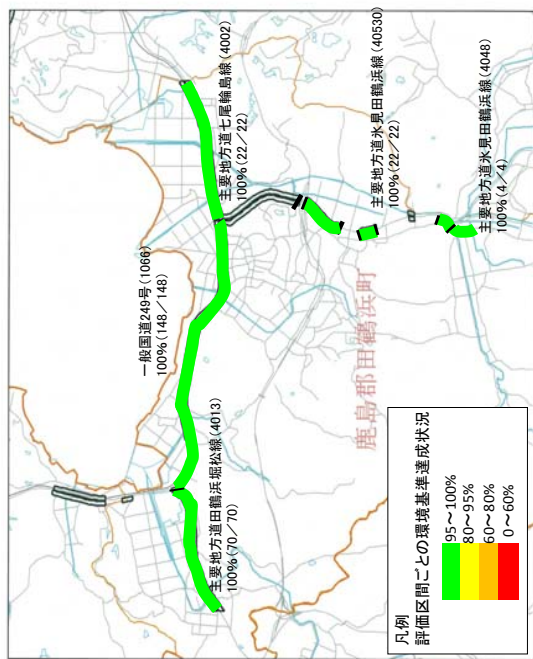 一般国道249号(1066)
100%(148/148)
主要地方道七尾輪島線(4002)
100%(22/22)
主要地方道田鶴浜堀松線(4013)
100%(70/70)
主要地方道氷見田鶴浜線(40530)
100%(22/22)
主要地方道氷見田鶴浜線(4048)
100%(4/4)
鹿島郡田鶴浜町
凡例
評価区間ごとの環境基準達成状況
95~100%
80~95%
60~80%
0~60%